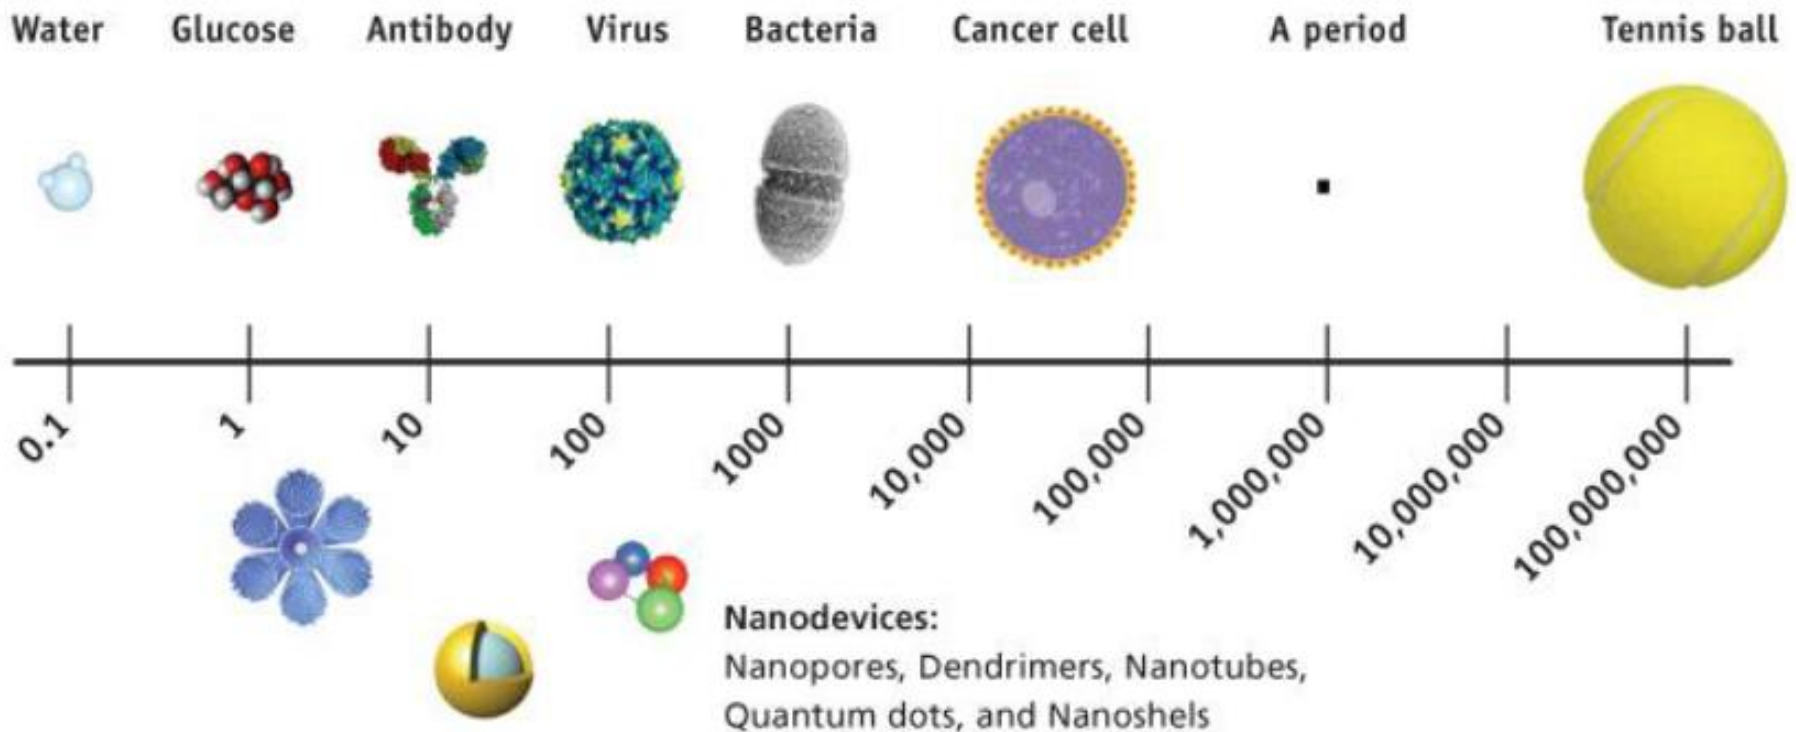 Water Glucose Antibody Virus Bacteria Cancer cell A period Tennis ball
0.1 1 10 100 1000 10,000 100,000 1,000,000 10,000,000 100,000,000
Nanodevices:
Nanopores, Dendrimers, Nanotubes,
Quantum dots, and Nanoshels